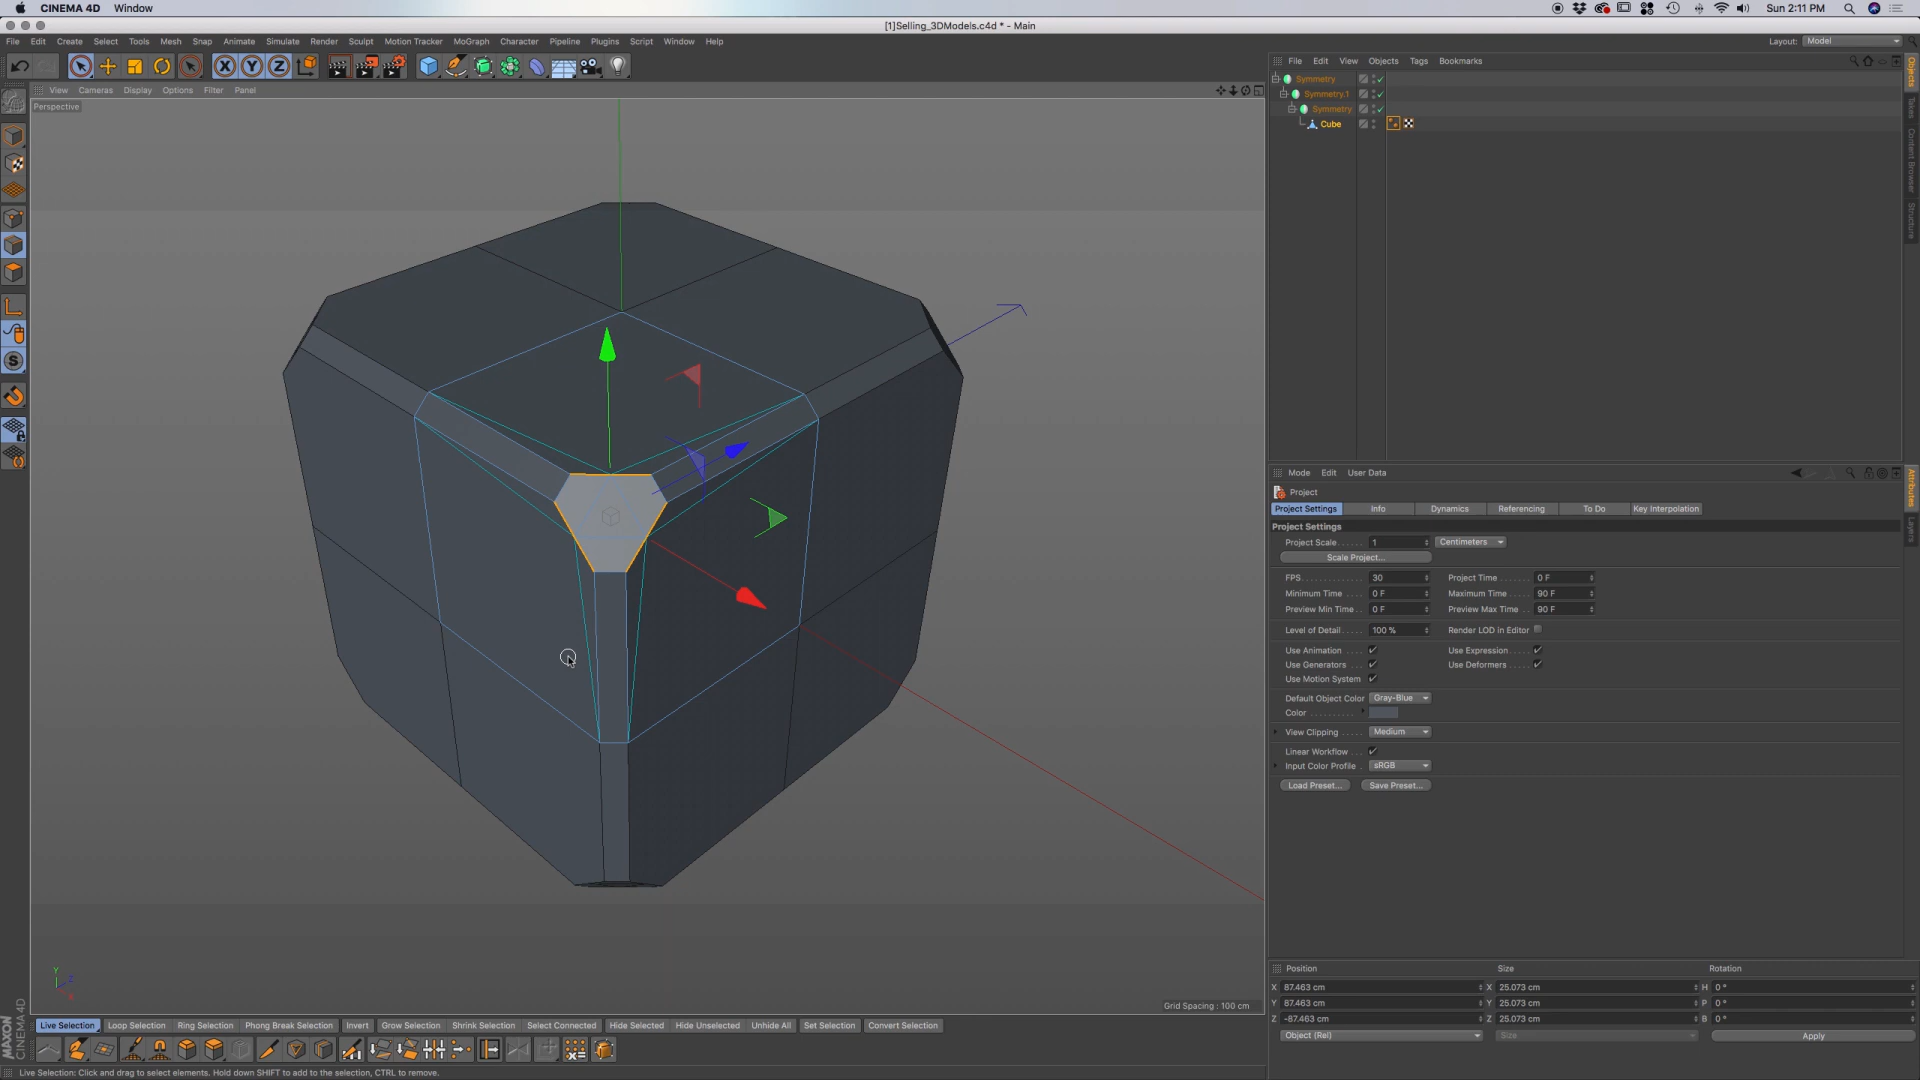 CINEMA 4D Window Sun 2:11 PM
[1]Selling_3DModels.c4d * - Main
File Edit Create Select Tools Mesh Snap Animate Simulate Render Sculpt Motion Tracker MoGraph Character Pipeline Plugins Script Window Help Layout: Model
File Edit View Objects Tags Bookmarks
View Cameras Display Options Filter Panel
Perspective
Symmetry
Symmetry.1
Symmetry
Cube
Objects
Takes
Content Browser
Structure
Mode Edit User Data
Project
Project Settings Info Dynamics Referencing To Do Key Interpolation
Project Settings
Project Scale 1 Centimeters
Scale Project...
FPS 30 Project Time 0 F
Minimum Time 0 F Maximum Time 90 F
Preview Min Time 0 F Preview Max Time 90 F
Level of Detail 100 % Render LOD in Editor
Use Animation Use Expression
Use Generators Use Deformers
Use Motion System
Default Object Color Gray-Blue
Color
View Clipping Medium
Linear Workflow
Input Color Profile sRGB
Load Preset... Save Preset...
Attributes
Layers
Position Size Rotation
X 87.463 cm X 25.073 cm H 0 °
Y 87.463 cm Y 25.073 cm P 0 °
Z -87.463 cm Z 25.073 cm B 0 °
Object (Rel) Size Apply
Y
Z
X
Grid Spacing : 100 cm
Live Selection Loop Selection Ring Selection Phong Break Selection Invert Grow Selection Shrink Selection Select Connected Hide Selected Hide Unselected Unhide All Set Selection Convert Selection
MAXON
CINEMA 4D
Live Selection: Click and drag to select elements. Hold down SHIFT to add to the selection, CTRL to remove.